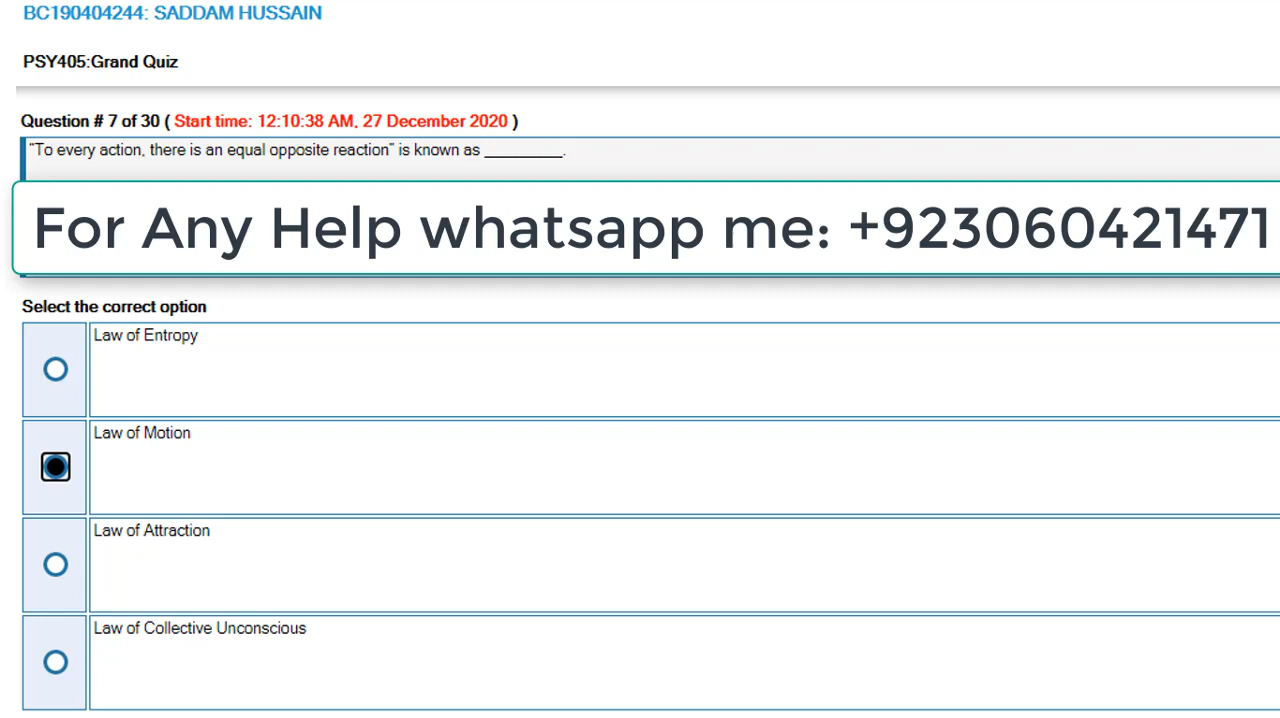 BC190404244: SADDAM HUSSAIN
PSY405:Grand Quiz
Question # 7 of 30 ( Start time: 12:10:38 AM, 27 December 2020 )
"To every action, there is an equal opposite reaction" is known as _________.
For Any Help whatsapp me: +923060421471
Select the correct option
Law of Entropy
Law of Motion
Law of Attraction
Law of Collective Unconscious